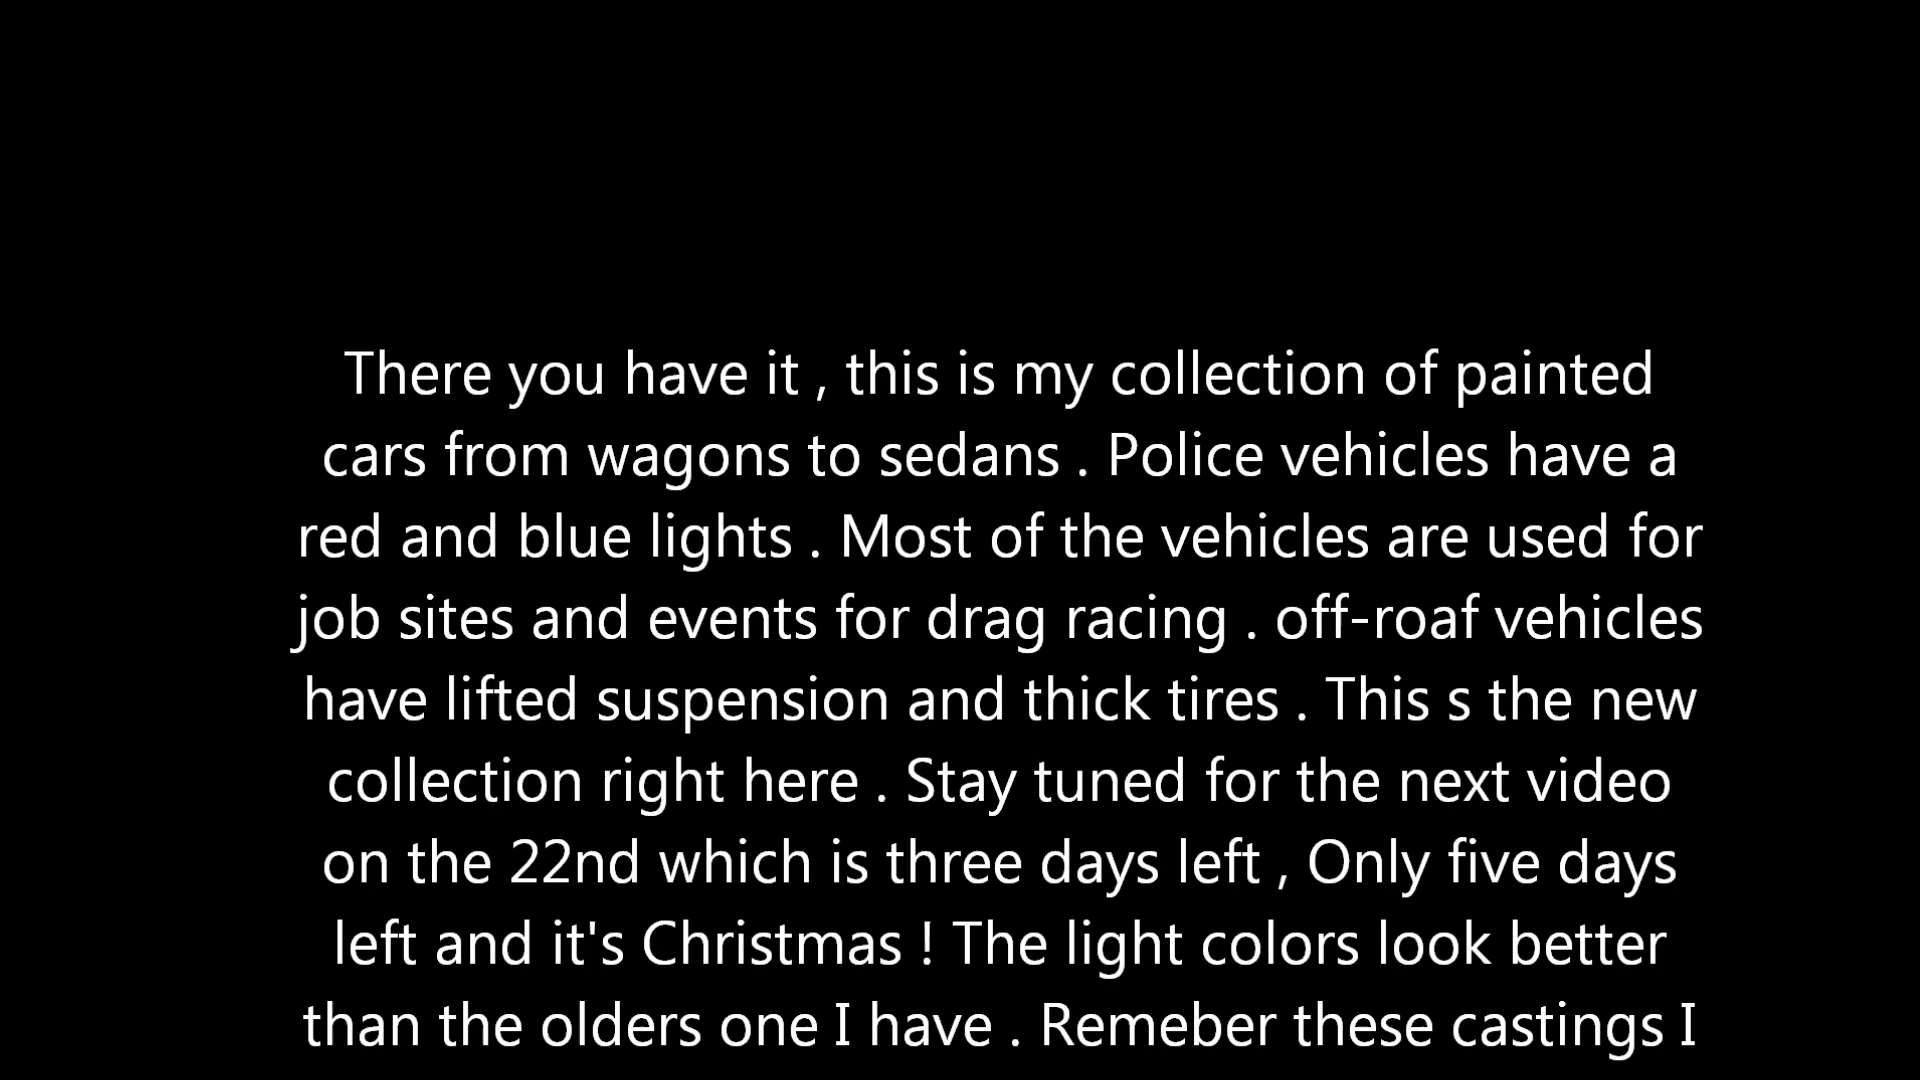 There you have it , this is my collection of painted
cars from wagons to sedans . Police vehicles have a
red and blue lights . Most of the vehicles are used for
job sites and events for drag racing . off-roaf vehicles
have lifted suspension and thick tires . This s the new
collection right here . Stay tuned for the next video
on the 22nd which is three days left , Only five days
left and it's Christmas ! The light colors look better
than the olders one I have . Remeber these castings I